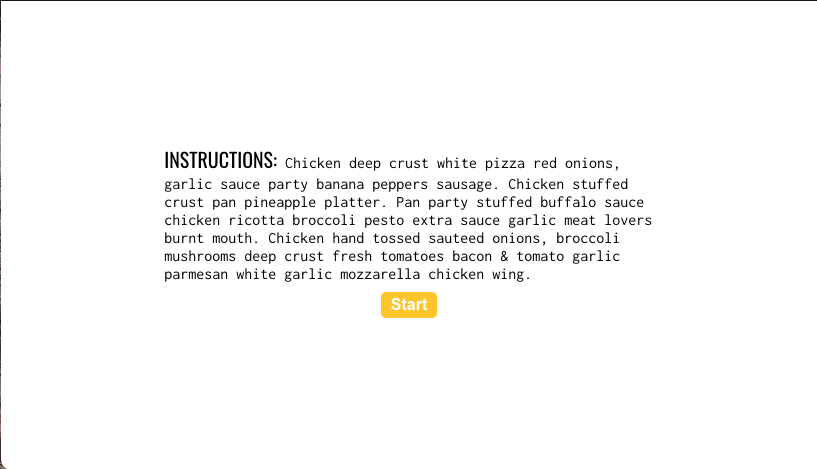 INSTRUCTIONS: Chicken deep crust white pizza red onions,
garlic sauce party banana peppers sausage. Chicken stuffed
crust pan pineapple platter. Pan party stuffed buffalo sauce
chicken ricotta broccoli pesto extra sauce garlic meat lovers
burnt mouth. Chicken hand tossed sauteed onions, broccoli
mushrooms deep crust fresh tomatoes bacon & tomato garlic
parmesan white garlic mozzarella chicken wing.
Start